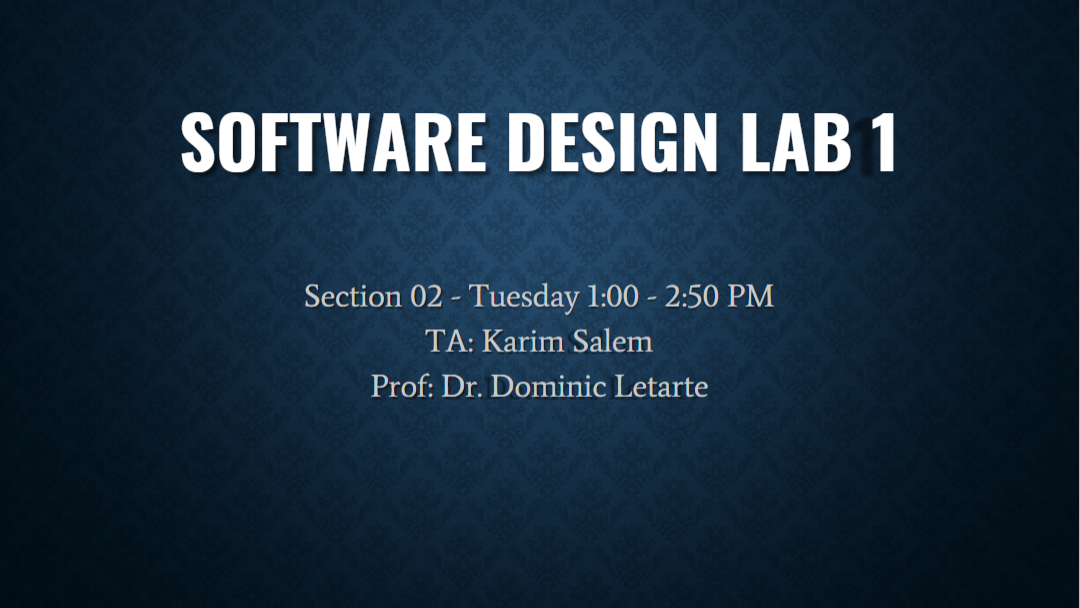 SOFTWARE DESIGN LAB 1
Section 02 - Tuesday 1:00 - 2:50 PM
TA: Karim Salem
Prof: Dr. Dominic Letarte